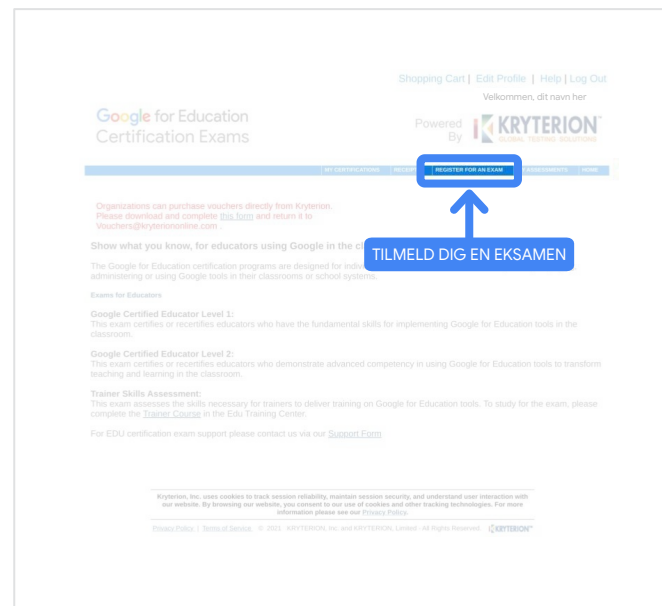 Shopping Cart | Edit Profile | Help | Log Out
Velkommen, dit navn her
Google for Education
Certification Exams
Powered By
KRYTERION
GLOBAL TESTING SOLUTIONS
MY CERTIFICATIONS
REGISTER FOR AN EXAM
ASSESSMENTS
HOME
Organizations can purchase vouchers directly from Kryterion.
Please download and complete this form and return it to
Vouchers@kryteriononline.com .
TILMELD DIG EN EKSAMEN
Show what you know, for educators using Google in the
The Google for Education certification programs are designed for
administering or using Google tools in their classrooms or school systems.
Exams for Educators
Google Certified Educator Level 1:
This exam certifies or recertifies educators who have the fundamental skills for implementing Google for Education tools in the
classroom.
Google Certified Educator Level 2:
This exam certifies or recertifies educators who demonstrate advanced competency in using Google for Education tools to transform
teaching and learning in the classroom.
Trainer Skills Assessment:
This exam assesses the skills necessary for trainers to deliver training on Google for Education tools. To study for the exam, please
complete the Trainer Course in the Edu Training Center.
For EDU certification exam support please contact us via our Support Form
Kryterion, Inc. uses cookies to track session reliability, maintain session security, and understand user interaction with
our website. By browsing our website, you consent to our use of cookies and other tracking technologies. For more
information please see our Privacy Policy.
Privacy Policy | Terms of Service © 2021 KRYTERION, Inc. and KRYTERION, Limited - All Rights Reserved. KRYTERION